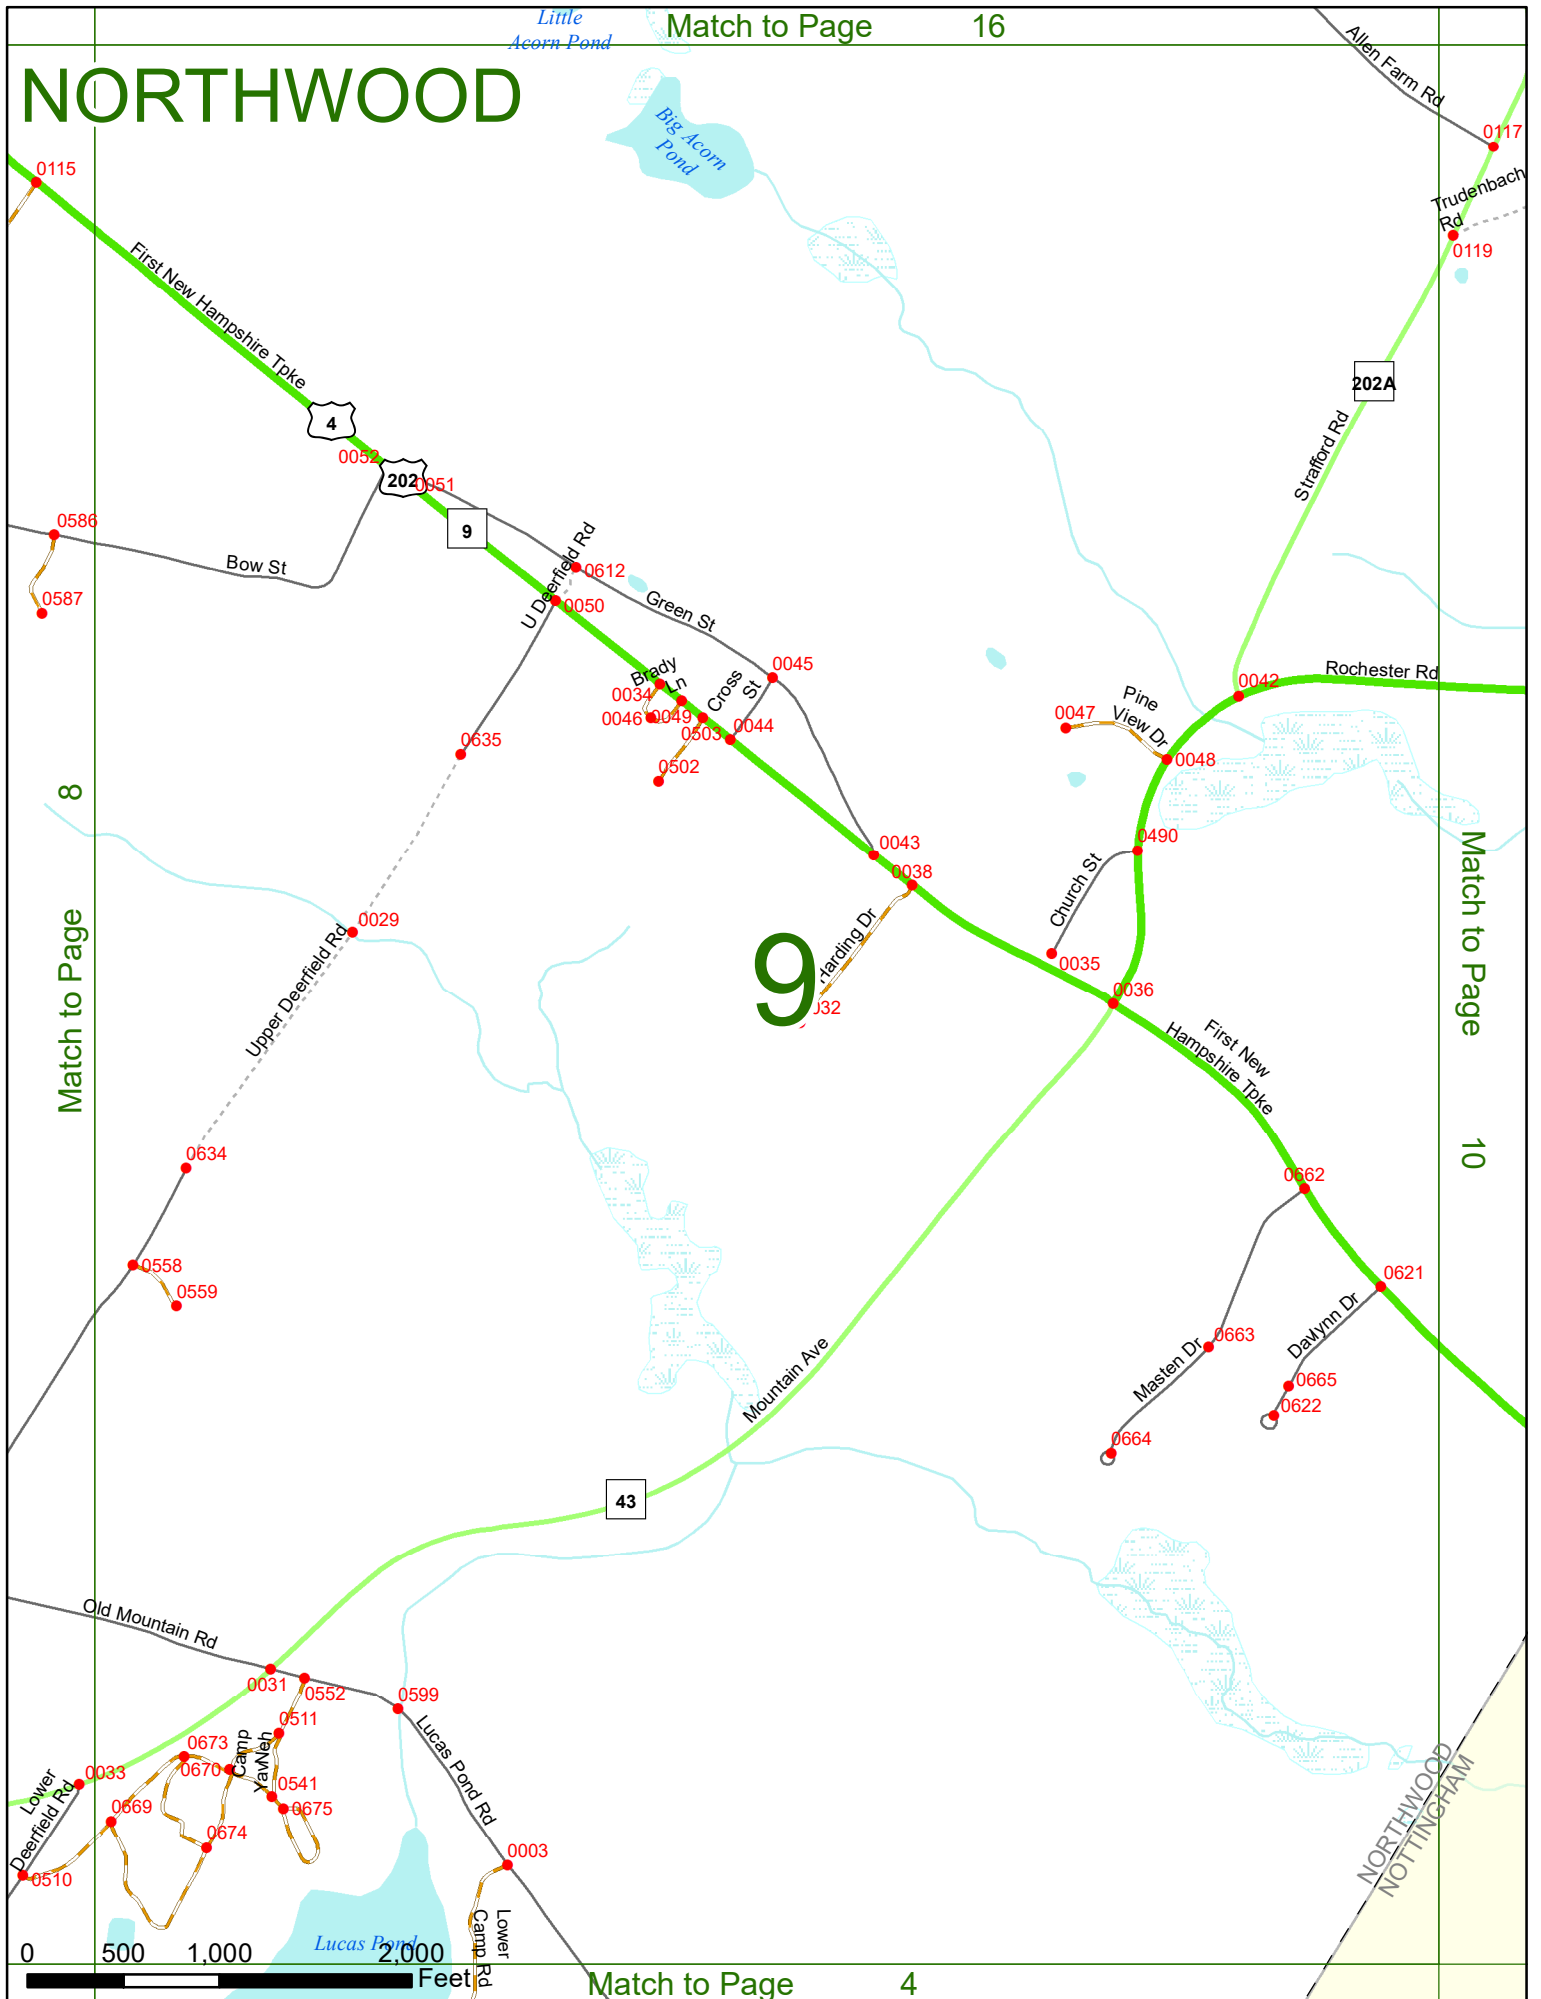 Little
Acorn Pond
Match to Page 16
NORTHWOOD
Allen Farm Rd
Big Acorn
Pond
0117
0115
Trudenbach
Rd
0119
First New Hampshire Tpke
4
202A
Strafford Rd
0052
202
0051
9
0586
Bow St
U Deerfield Rd
0612
0587
0050
Green St
Brady
Ln
Cross
St
0045
0034
0046
0049
0503
0044
0502
0635
Rochester Rd
0042
Pine
View Dr
0047
0048
8
Match to Page
0043
0038
0490
Church St
Match to Page
10
0029
Upper Deerfield Rd
9
Harding Dr
0035
0036
First New
Hampshire Tpke
0634
0662
0558
0559
0621
Davlynn Dr
0663
Masten Dr
0665
0622
0664
Mountain Ave
43
Old Mountain Rd
0031
0552
0599
0511
Camp
YavNeh
0673
0670
Lucas Pond Rd
Lower
Deerfield Rd
0033
0541
0675
0669
0674
0003
0510
NORTHWOOD
NOTTINGHAM
Lower
Camp Rd
Lucas Pond
0 500 1,000 2,000
Feet
Match to Page 4